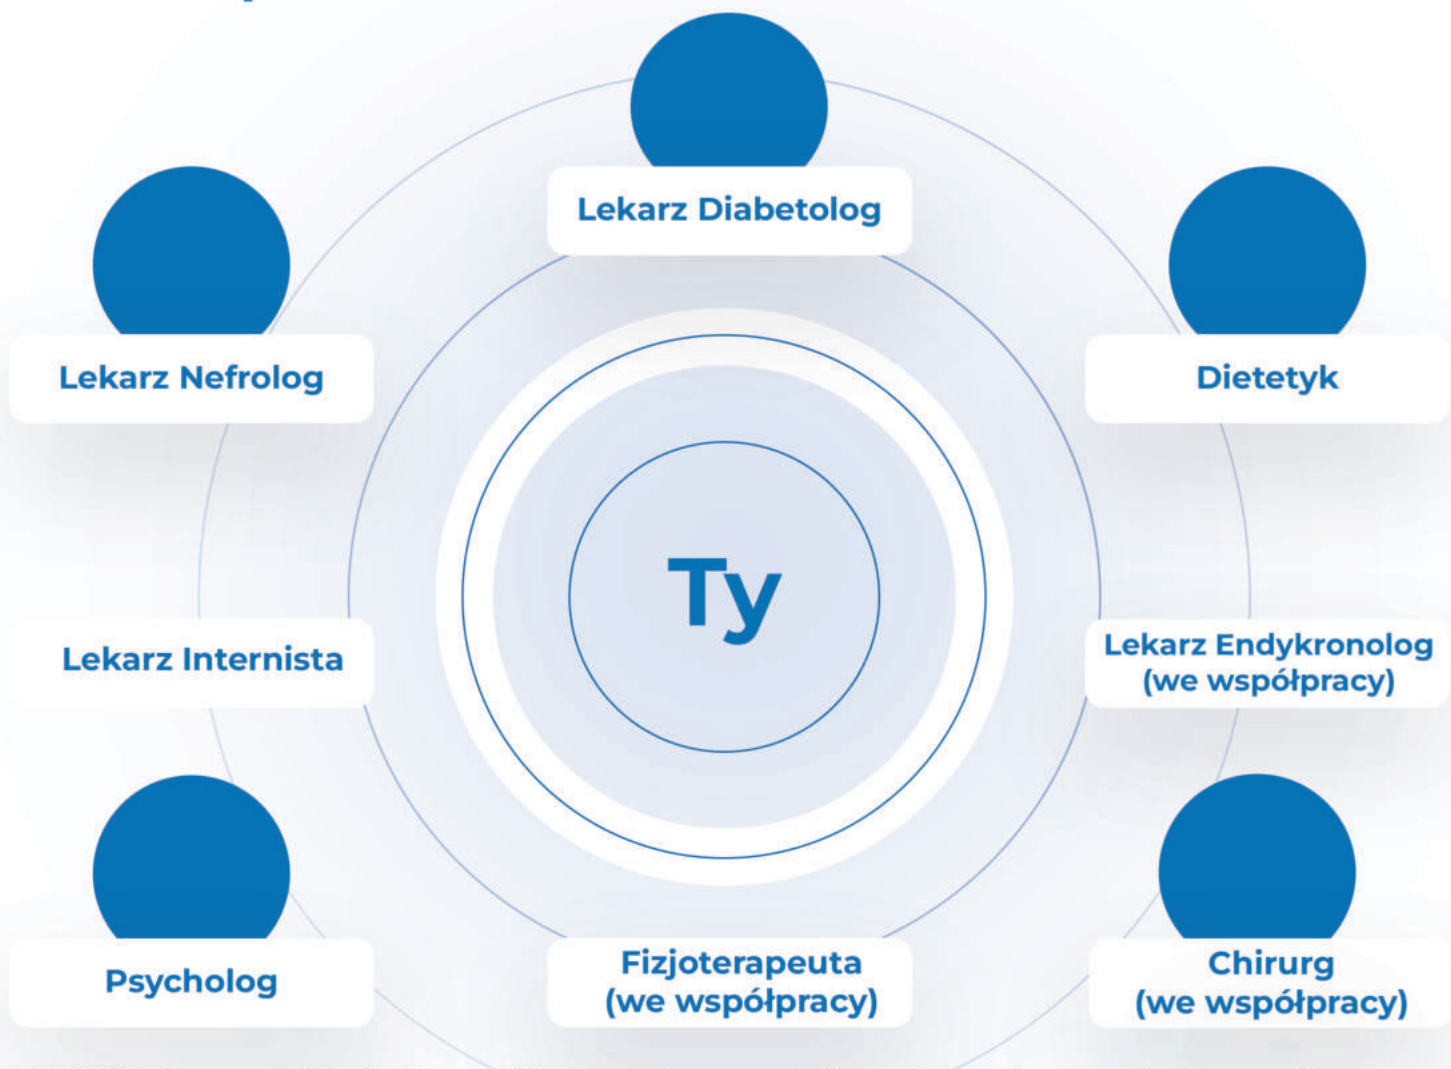 Lekarz Diabetolog
Lekarz Nefrolog
Dietetyk
Ty
Lekarz Internista
Lekarz Endykronolog
(we współpracy)
Psycholog
Fizjoterapeuta
(we współpracy)
Chirurg
(we współpracy)